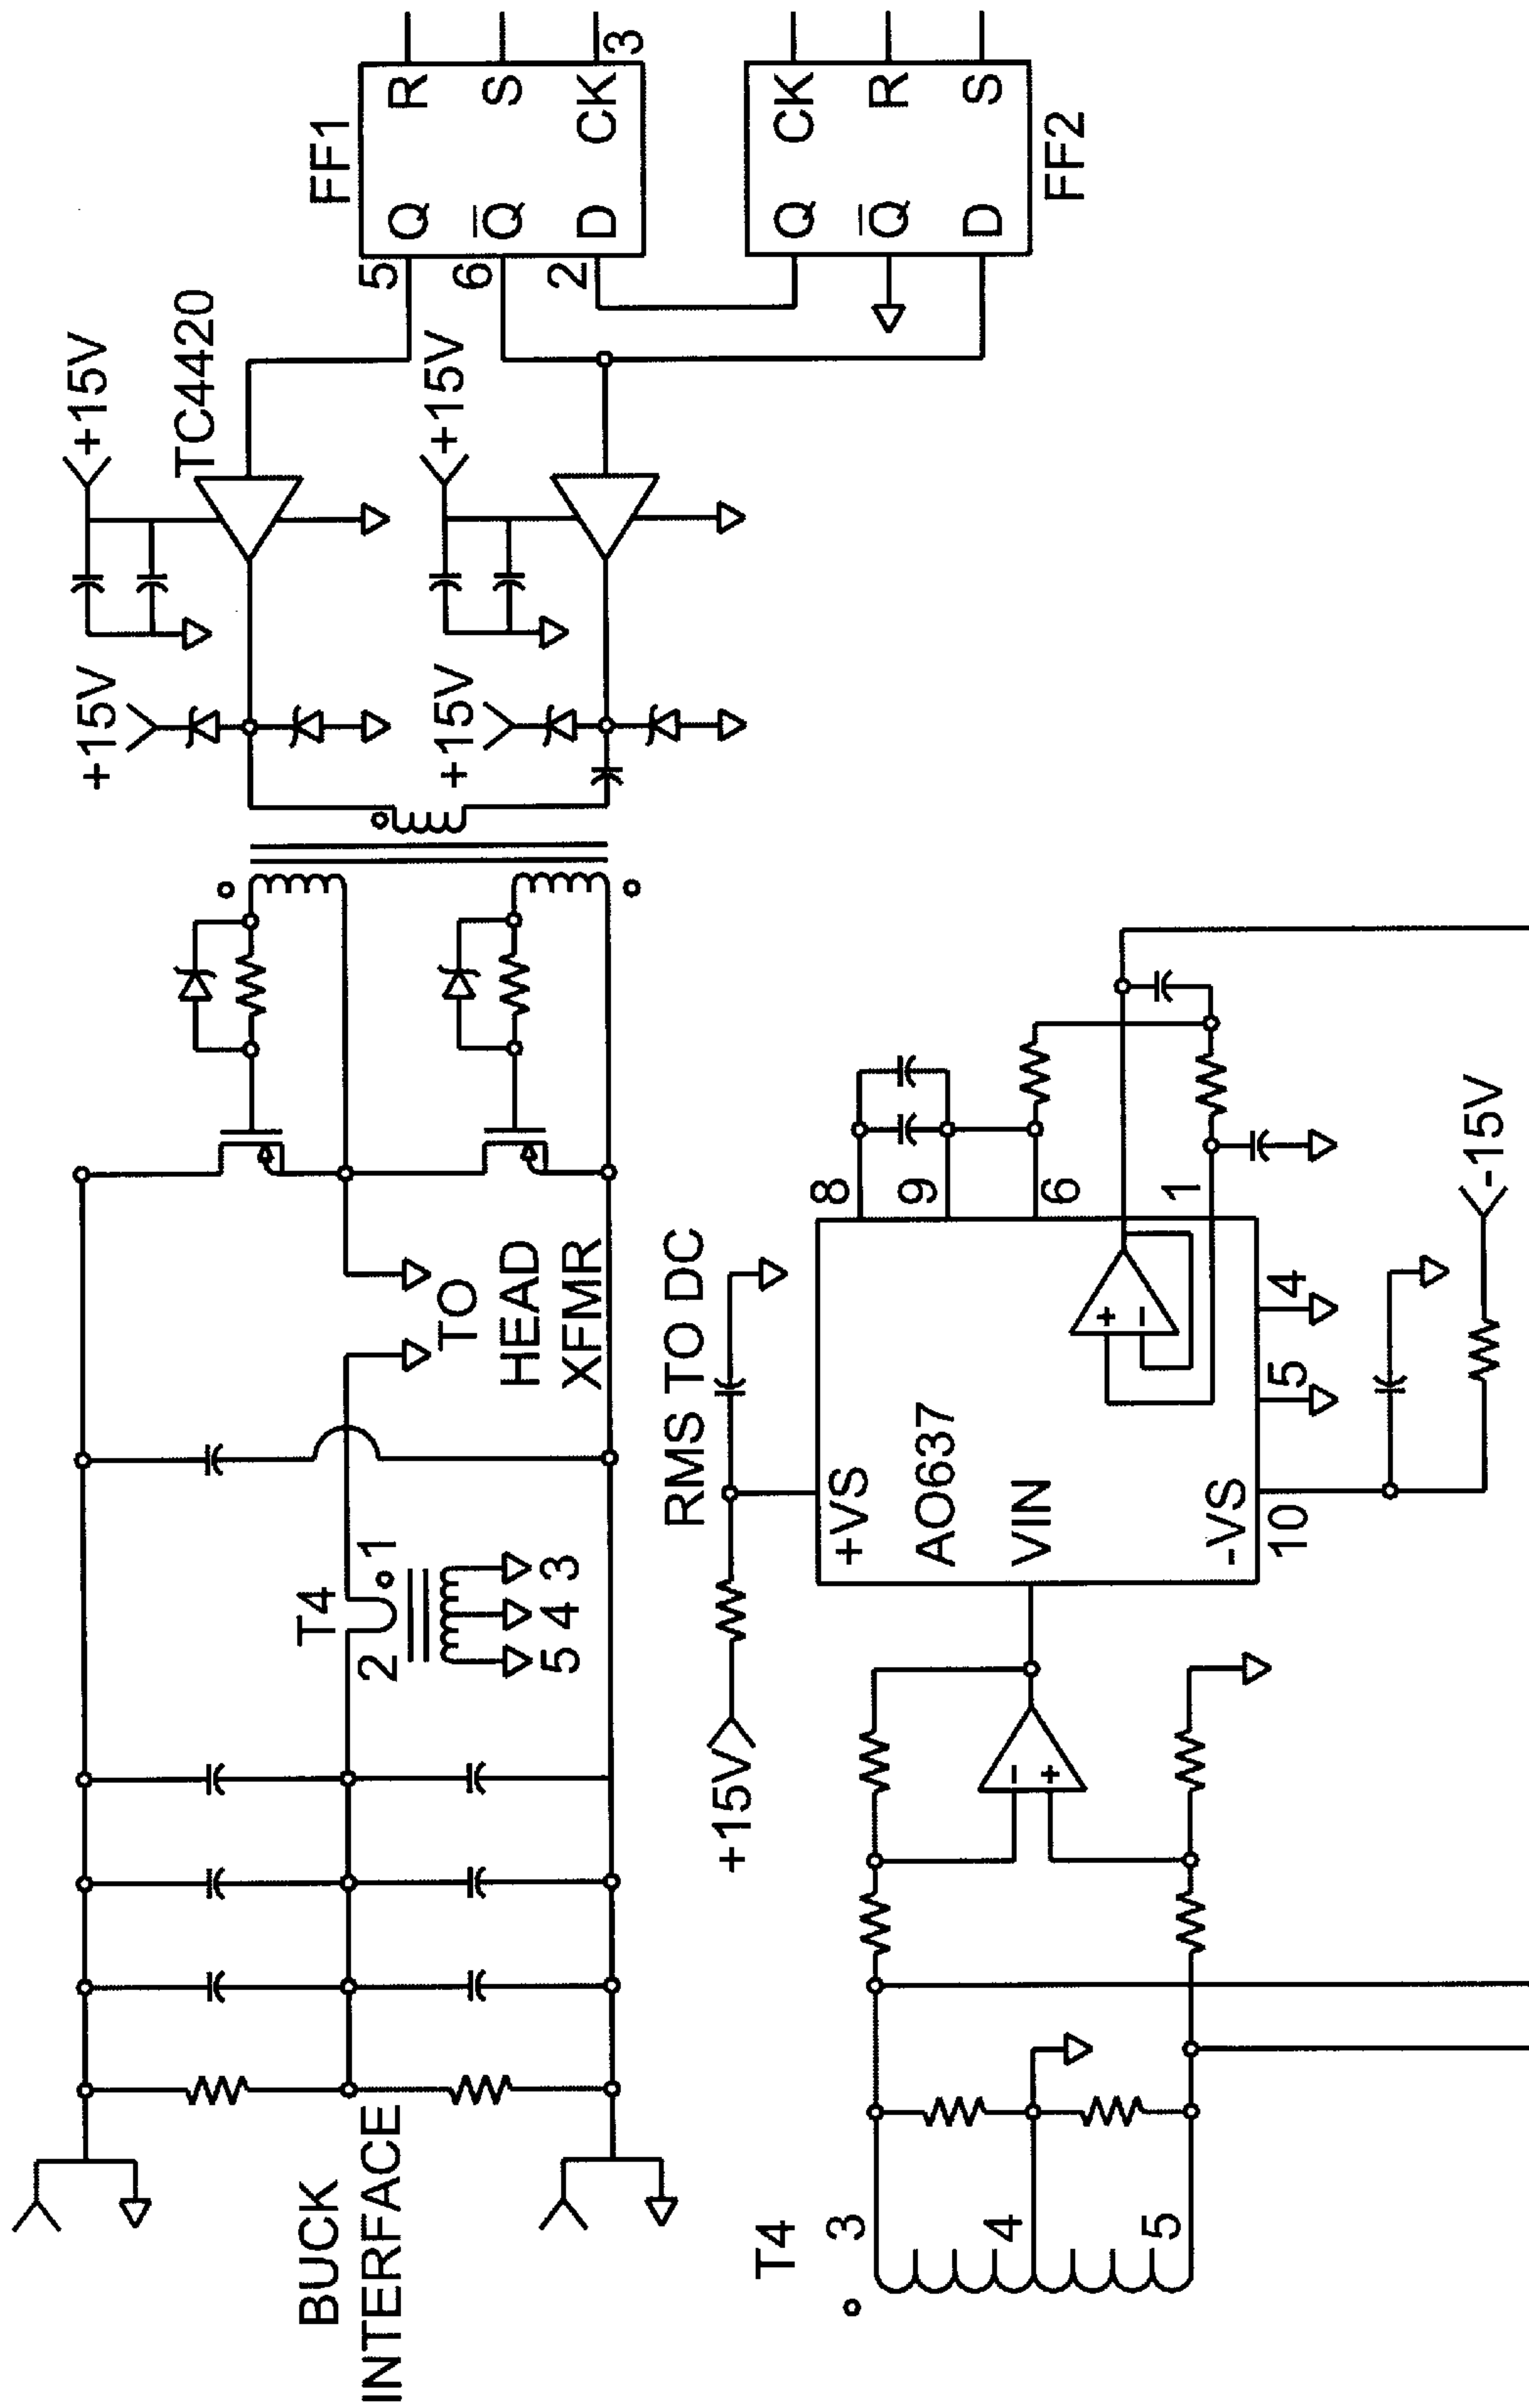 BUCK
INTERFACE
T4
2
1
5
4
3
TO
HEAD
XFMR
+15V
+15V
TC4420
+15V
+15V
FF1
5
Q
R
6
Q̅
S
2
D
CK
3
Q
CK
Q̅
R
D
S
FF2
T4
3
4
5
-
+
+15V
RMS TO DC
+VS
AO637
VIN
-VS
10
5
4
+
-
8
9
6
1
-15V